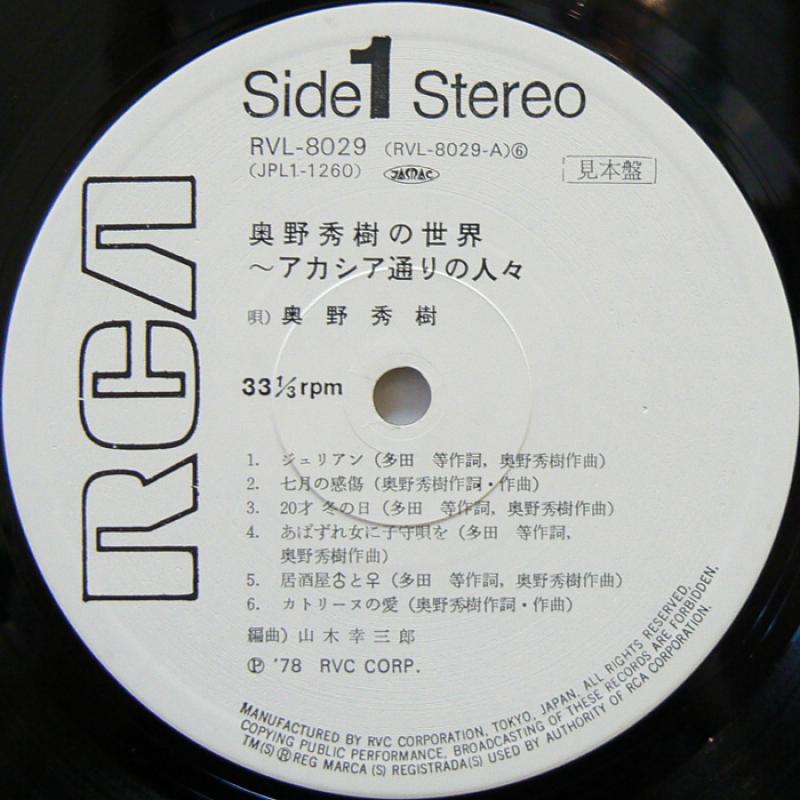 Side 1 Stereo
RVL-8029 (RVL-8029-A)⑥
(JPL1-1260) JASRAC 見本盤
RCA
奥野秀樹の世界
〜アカシア通りの人々
唄) 奥野秀樹
33⅓rpm
1. ジュリアン (多田 等作詞, 奥野秀樹作曲)
2. 七月の感傷 (奥野秀樹作詞・作曲)
3. 20才 冬の日 (多田 等作詞, 奥野秀樹作曲)
4. あばずれ女に子守唄を (多田 等作詞,
奥野秀樹作曲)
5. 居酒屋♂と♀ (多田 等作詞, 奥野秀樹作曲)
6. カトリーヌの愛 (奥野秀樹作詞・作曲)
編曲) 山木幸三郎
Ⓟ '78 RVC CORP.
MANUFACTURED BY RVC CORPORATION, TOKYO, JAPAN, ALL RIGHTS RESERVED.
COPYING PUBLIC PERFORMANCE, BROADCASTING OF THESE RECORDS ARE FORBIDDEN.
TM(S) ®REG MARCA (S) REGISTRADA(S) USED BY AUTHORITY OF RCA CORPORATION.